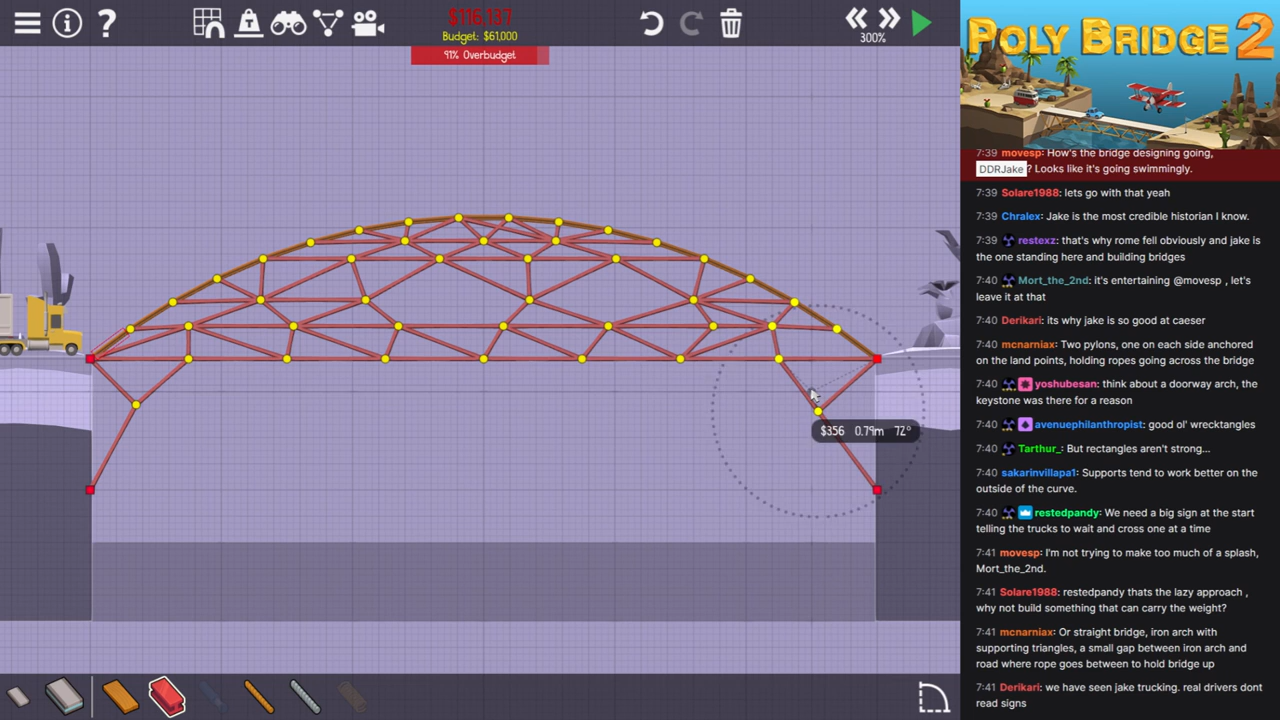 $116,137
Budget: $61,000
91% Overbudget
300%
$356 0.79m 72°
POLY BRIDGE 2
7:39 movesp: How's the bridge designing going,
DDRJake ? Looks like it's going swimmingly.
7:39 Solare1988: lets go with that yeah
7:39 Chralex: Jake is the most credible historian I know.
7:39 restexz: that's why rome fell obviously and jake is
the one standing here and building bridges
7:40 Mort_the_2nd: it's entertaining @movesp , let's
leave it at that
7:40 Derikari: its why jake is so good at caeser
7:40 mcnarniax: Two pylons, one on each side anchored
on the land points, holding ropes going across the bridge
7:40 yoshubesan: think about a doorway arch, the
keystone was there for a reason
7:40 avenuephilanthropist: good ol' wrecktangles
7:40 Tarthur_: But rectangles aren't strong...
7:40 sakarinvillapa1: Supports tend to work better on the
outside of the curve.
7:40 restedpandy: We need a big sign at the start
telling the trucks to wait and cross one at a time
7:41 movesp: I'm not trying to make too much of a splash,
Mort_the_2nd.
7:41 Solare1988: restedpandy thats the lazy approach ,
why not build something that can carry the weight?
7:41 mcnarniax: Or straight bridge, iron arch with
supporting triangles, a small gap between iron arch and
road where rope goes between to hold bridge up
7:41 Derikari: we have seen jake trucking. real drivers dont
read signs